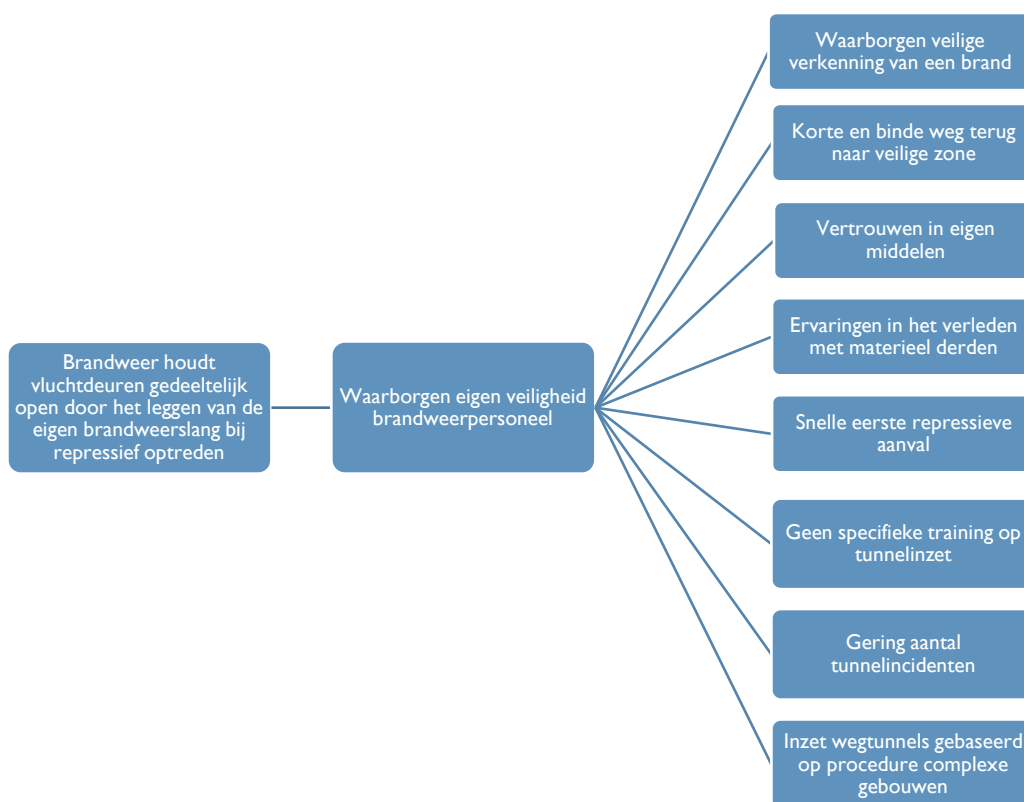 Brandweer houdt
vluchtdeuren gedeeltelijk
open door het leggen van de
eigen brandweerslang bij
repressief optreden
Waarborgen eigen veiligheid
brandweerpersoneel
Waarborgen veilige
verkenning van een brand
Korte en binde weg terug
naar veilige zone
Vertrouwen in eigen
middelen
Ervaringen in het verleden
met materieel derden
Snelle eerste repressieve
aanval
Geen specifieke training op
tunnelinzet
Gering aantal
tunnelincidenten
Inzet wegtunnels gebaseerd
op procedure complexe
gebouwen